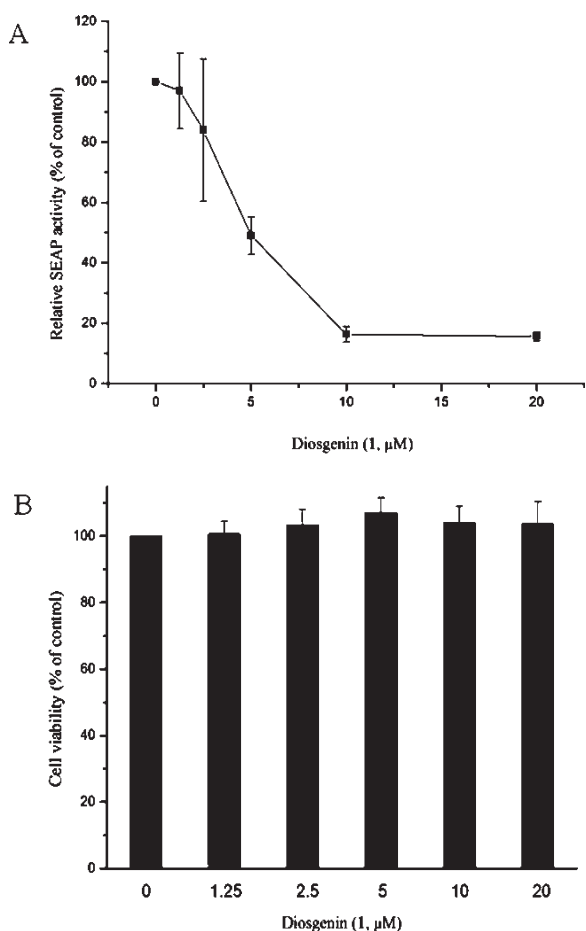 A
120
100
80
60
40
20
0
Relative SEAP activity (% of control)
0 5 10 15 20
Diosgenin (1, μM)
B
100
80
60
40
20
0
Cell viability (% of control)
0 1.25 2.5 5 10 20
Diosgenin (1, μM)